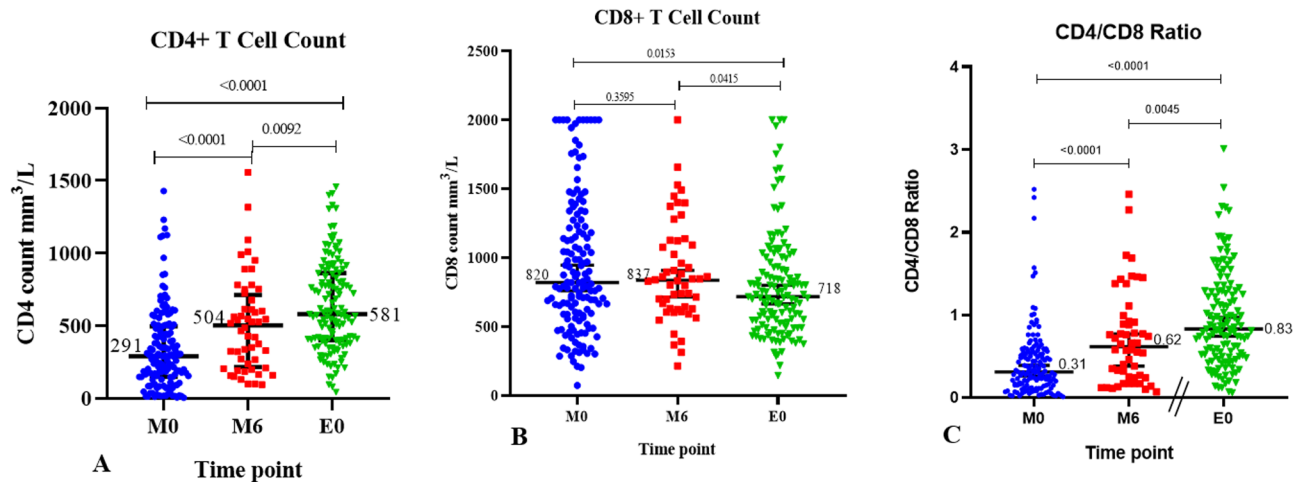 CD4+ T Cell Count
<0.0001
<0.0001
0.0092
2000
1500
1000
500
0
CD4 count mm³/L
291
504
581
M0
M6
E0
Time point
A
CD8+ T Cell Count
0.0153
0.0415
0.3595
2500
2000
1500
1000
500
0
CD8 count mm³/L
820
837
718
M0
M6
E0
Time point
B
CD4/CD8 Ratio
<0.0001
0.0045
<0.0001
4
3
2
1
0
CD4/CD8 Ratio
0.31
0.62
0.83
M0
M6
E0
Time point
C